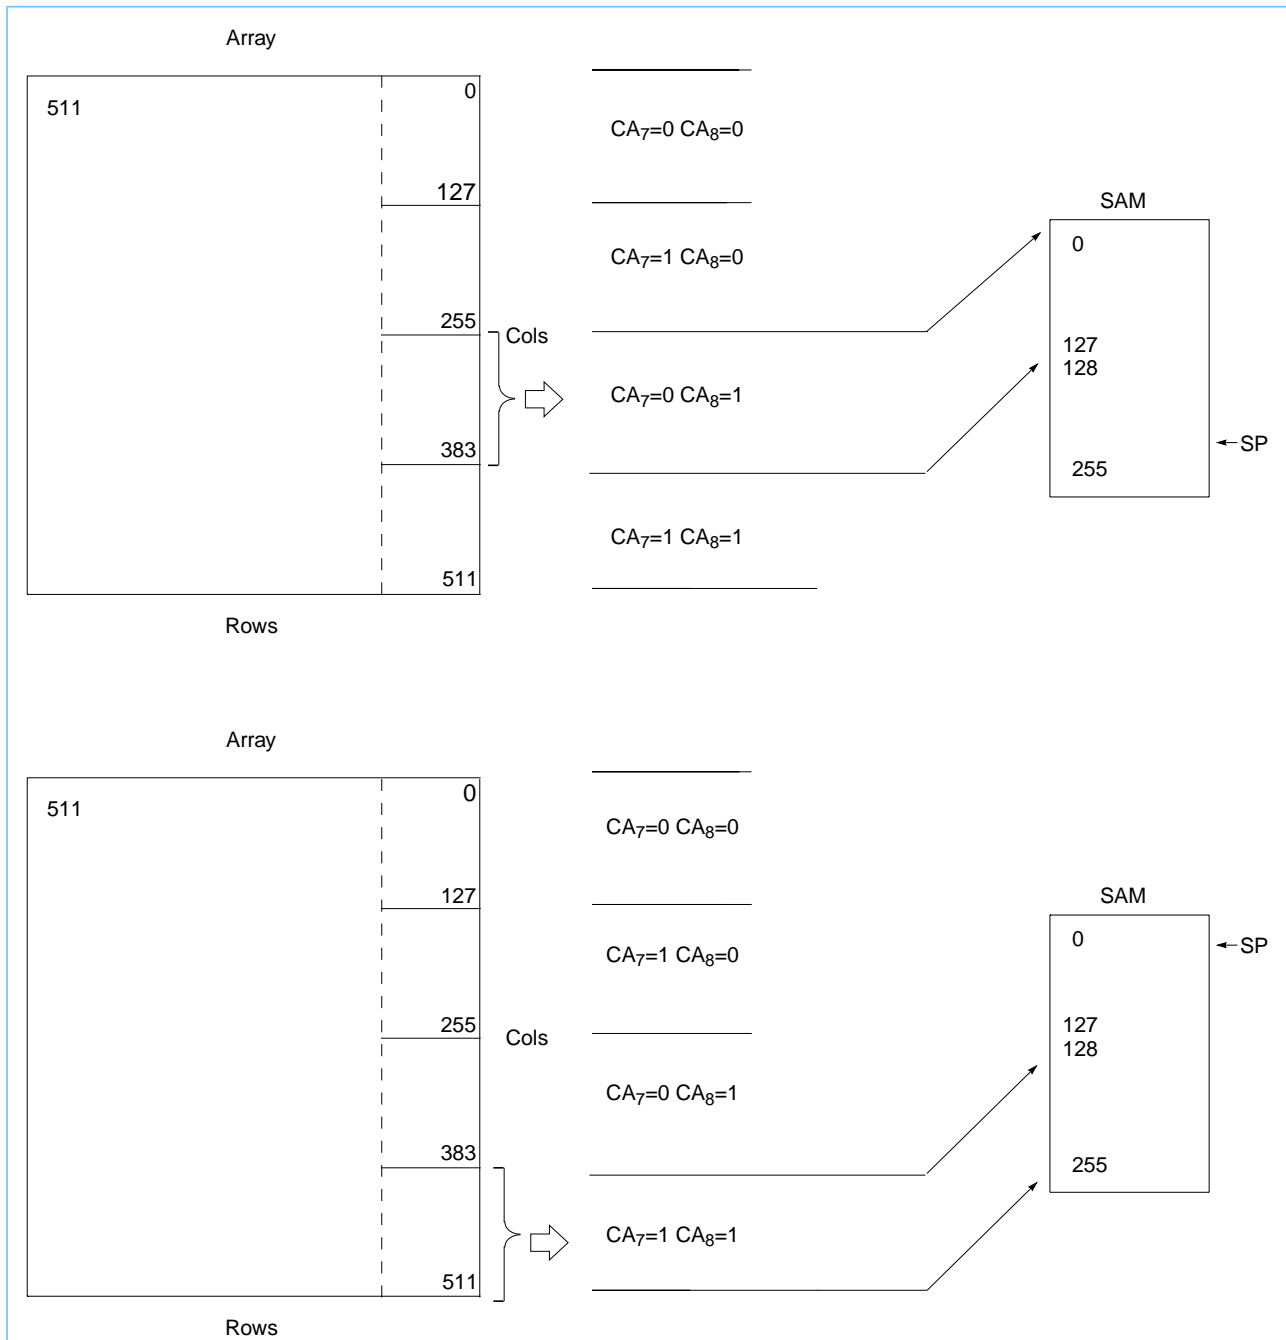 Array
511
0
CA7=0 CA8=0
127
SAM
0
CA7=1 CA8=0
255
Cols
127
128
CA7=0 CA8=1
383
SP
255
CA7=1 CA8=1
511
Rows
Array
511
0
CA7=0 CA8=0
127
SAM
0
SP
CA7=1 CA8=0
255
Cols
127
128
CA7=0 CA8=1
383
255
CA7=1 CA8=1
511
Rows